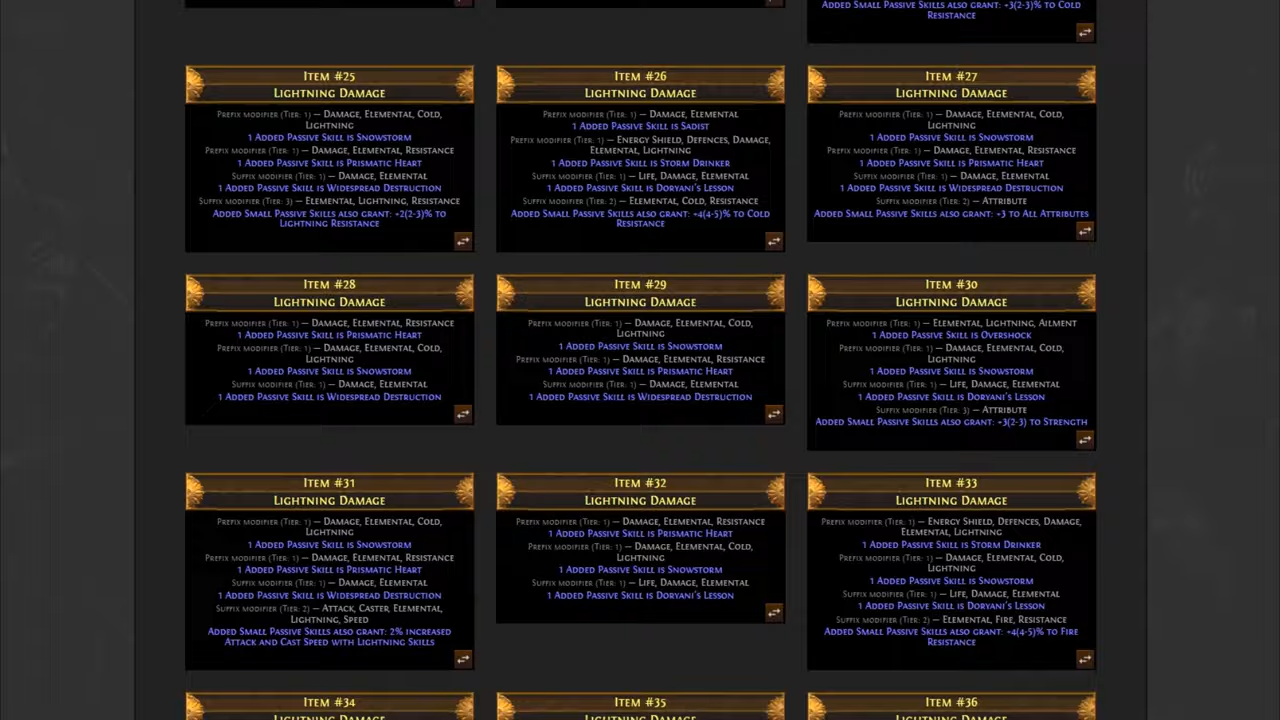 Added Small Passive Skills also grant: +3(2-3)% to Cold
Resistance
Item #25
Lightning Damage
Prefix modifier (Tier: 1) — Damage, Elemental, Cold,
Lightning
1 Added Passive Skill is Snowstorm
Prefix modifier (Tier: 1) — Damage, Elemental, Resistance
1 Added Passive Skill is Prismatic Heart
Suffix modifier (Tier: 1) — Damage, Elemental
1 Added Passive Skill is Widespread Destruction
Suffix modifier (Tier: 3) — Elemental, Lightning, Resistance
Added Small Passive Skills also grant: +2(2-3)% to
Lightning Resistance
Item #26
Lightning Damage
Prefix modifier (Tier: 1) — Damage, Elemental
1 Added Passive Skill is Sadist
Prefix modifier (Tier: 1) — Energy Shield, Defences, Damage,
Elemental, Lightning
1 Added Passive Skill is Storm Drinker
Suffix modifier (Tier: 1) — Life, Damage, Elemental
1 Added Passive Skill is Doryani's Lesson
Suffix modifier (Tier: 2) — Elemental, Cold, Resistance
Added Small Passive Skills also grant: +4(4-5)% to Cold
Resistance
Item #27
Lightning Damage
Prefix modifier (Tier: 1) — Damage, Elemental, Cold,
Lightning
1 Added Passive Skill is Snowstorm
Prefix modifier (Tier: 1) — Damage, Elemental, Resistance
1 Added Passive Skill is Prismatic Heart
Suffix modifier (Tier: 1) — Damage, Elemental
1 Added Passive Skill is Widespread Destruction
Suffix modifier (Tier: 2) — Attribute
Added Small Passive Skills also grant: +3 to All Attributes
Item #28
Lightning Damage
Prefix modifier (Tier: 1) — Damage, Elemental, Resistance
1 Added Passive Skill is Prismatic Heart
Prefix modifier (Tier: 1) — Damage, Elemental, Cold,
Lightning
1 Added Passive Skill is Snowstorm
Suffix modifier (Tier: 1) — Damage, Elemental
1 Added Passive Skill is Widespread Destruction
Item #29
Lightning Damage
Prefix modifier (Tier: 1) — Damage, Elemental, Cold,
Lightning
1 Added Passive Skill is Snowstorm
Prefix modifier (Tier: 1) — Damage, Elemental, Resistance
1 Added Passive Skill is Prismatic Heart
Suffix modifier (Tier: 1) — Damage, Elemental
1 Added Passive Skill is Widespread Destruction
Item #30
Lightning Damage
Prefix modifier (Tier: 1) — Elemental, Lightning, Ailment
1 Added Passive Skill is Overshock
Prefix modifier (Tier: 1) — Damage, Elemental, Cold,
Lightning
1 Added Passive Skill is Snowstorm
Suffix modifier (Tier: 1) — Life, Damage, Elemental
1 Added Passive Skill is Doryani's Lesson
Suffix modifier (Tier: 3) — Attribute
Added Small Passive Skills also grant: +3(2-3) to Strength
Item #31
Lightning Damage
Prefix modifier (Tier: 1) — Damage, Elemental, Cold,
Lightning
1 Added Passive Skill is Snowstorm
Prefix modifier (Tier: 1) — Damage, Elemental, Resistance
1 Added Passive Skill is Prismatic Heart
Suffix modifier (Tier: 1) — Damage, Elemental
1 Added Passive Skill is Widespread Destruction
Suffix modifier (Tier: 2) — Attack, Caster, Elemental,
Lightning, Speed
Added Small Passive Skills also grant: 2% increased
Attack and Cast Speed with Lightning Skills
Item #32
Lightning Damage
Prefix modifier (Tier: 1) — Damage, Elemental, Resistance
1 Added Passive Skill is Prismatic Heart
Prefix modifier (Tier: 1) — Damage, Elemental, Cold,
Lightning
1 Added Passive Skill is Snowstorm
Suffix modifier (Tier: 1) — Life, Damage, Elemental
1 Added Passive Skill is Doryani's Lesson
Item #33
Lightning Damage
Prefix modifier (Tier: 1) — Energy Shield, Defences, Damage,
Elemental, Lightning
1 Added Passive Skill is Storm Drinker
Prefix modifier (Tier: 1) — Damage, Elemental, Cold,
Lightning
1 Added Passive Skill is Snowstorm
Suffix modifier (Tier: 1) — Life, Damage, Elemental
1 Added Passive Skill is Doryani's Lesson
Suffix modifier (Tier: 2) — Elemental, Fire, Resistance
Added Small Passive Skills also grant: +4(4-5)% to Fire
Resistance
Item #34
Lightning Damage
Item #35
Lightning Damage
Item #36
Lightning Damage